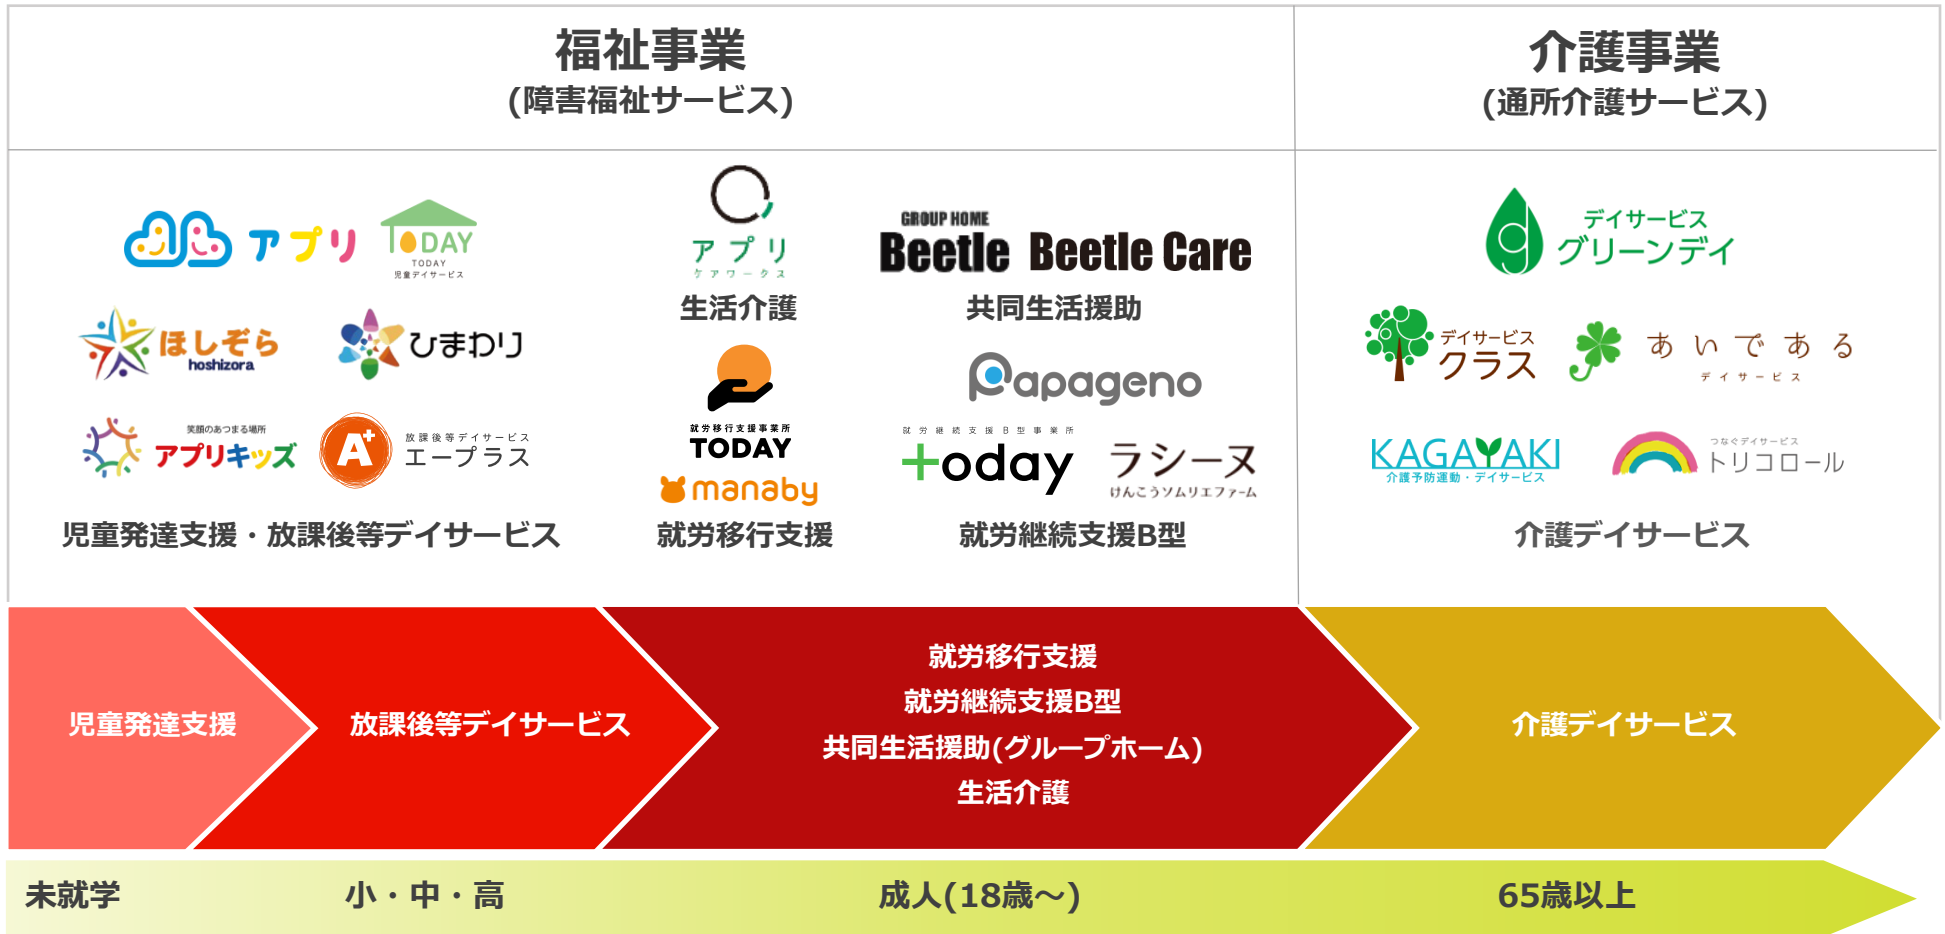 福祉事業
(障害福祉サービス)
介護事業
(通所介護サービス)
アプリ
TODAY
TODAY
児童デイサービス
ほしぞら
hoshizora
ひまわり
笑顔のあつまる場所
アプリキッズ
A+
放課後等デイサービス
エープラス
児童発達支援・放課後等デイサービス
アプリ
ケアワークス
生活介護
GROUP HOME
Beetle
Beetle Care
共同生活援助
就労移行支援事業所
TODAY
manaby
就労移行支援
Papageno
就労継続支援B型事業所
today
ラシーヌ
けんこうソムリエファーム
就労継続支援B型
デイサービス
グリーンデイ
デイサービス
クラス
あいである
デイサービス
KAGAYAKI
介護予防運動・デイサービス
つなぐデイサービス
トリコロール
介護デイサービス
児童発達支援
放課後等デイサービス
就労移行支援
就労継続支援B型
共同生活援助(グループホーム)
生活介護
介護デイサービス
未就学
小・中・高
成人(18歳～)
65歳以上